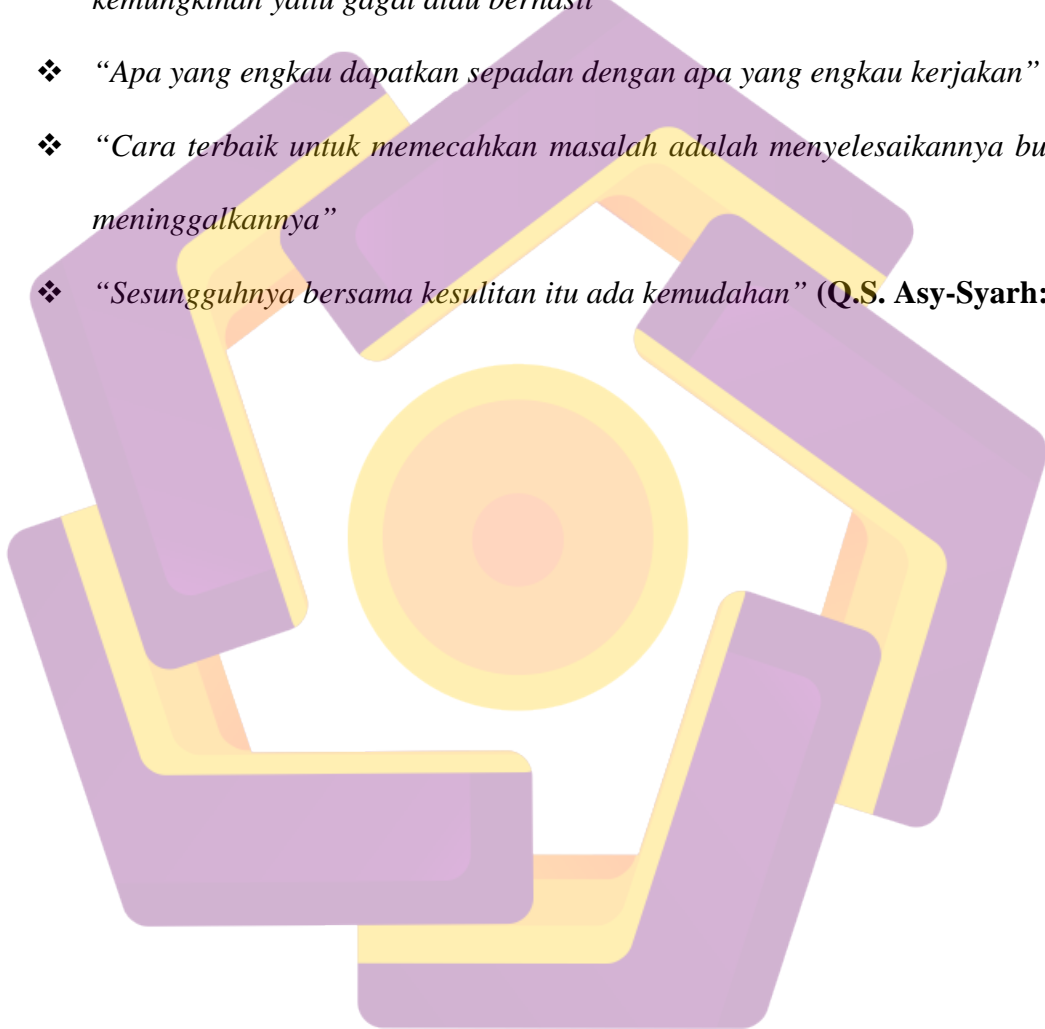 kemungkinan yaitu gagal atau berhasil
❖ “Apa yang engkau dapatkan sepadan dengan apa yang engkau kerjakan”
❖ “Cara terbaik untuk memecahkan masalah adalah menyelesaikannya bu
meninggalkannya”
❖ “Sesungguhnya bersama kesulitan itu ada kemudahan” (Q.S. Asy-Syarh: